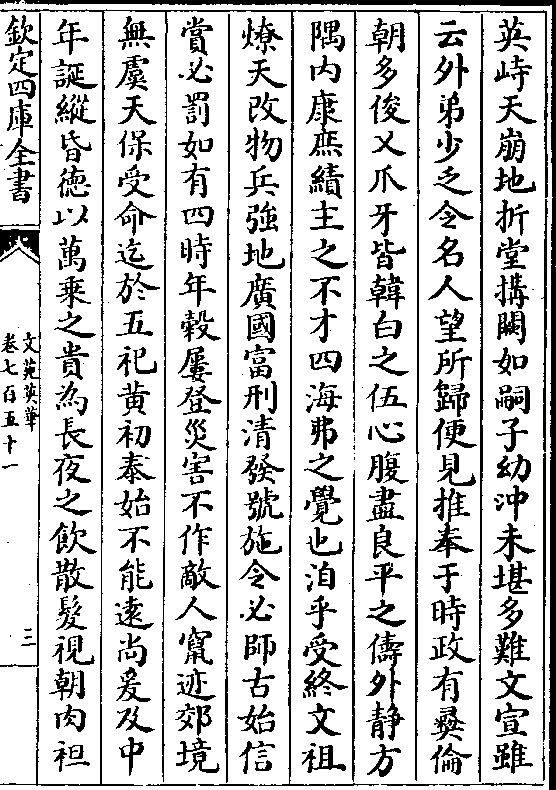 英峙天崩地折堂搆闕如嗣子幼冲未堪多難文宣雖
云外弟少乏令名人望所歸便見推奉于時政有彛倫
朝多俊乂爪牙皆韓白之伍心腹盡良平之儔外静方
隅内康庶績主之不才四海弗之覺也洎乎受終文祖
燎天改物兵強地廣國富刑清發號施令必師古始信
賞必罰如有四時年穀屢登災害不作敵人竄迹郊境
無虞天保受命迄於五祀黄初泰始不能遠尚爰及中
年誕縱昏德以萬乘之貴為長夜之飲散髮視朝肉袒
欽定四庫全書
文苑英華
卷七百五十一
三